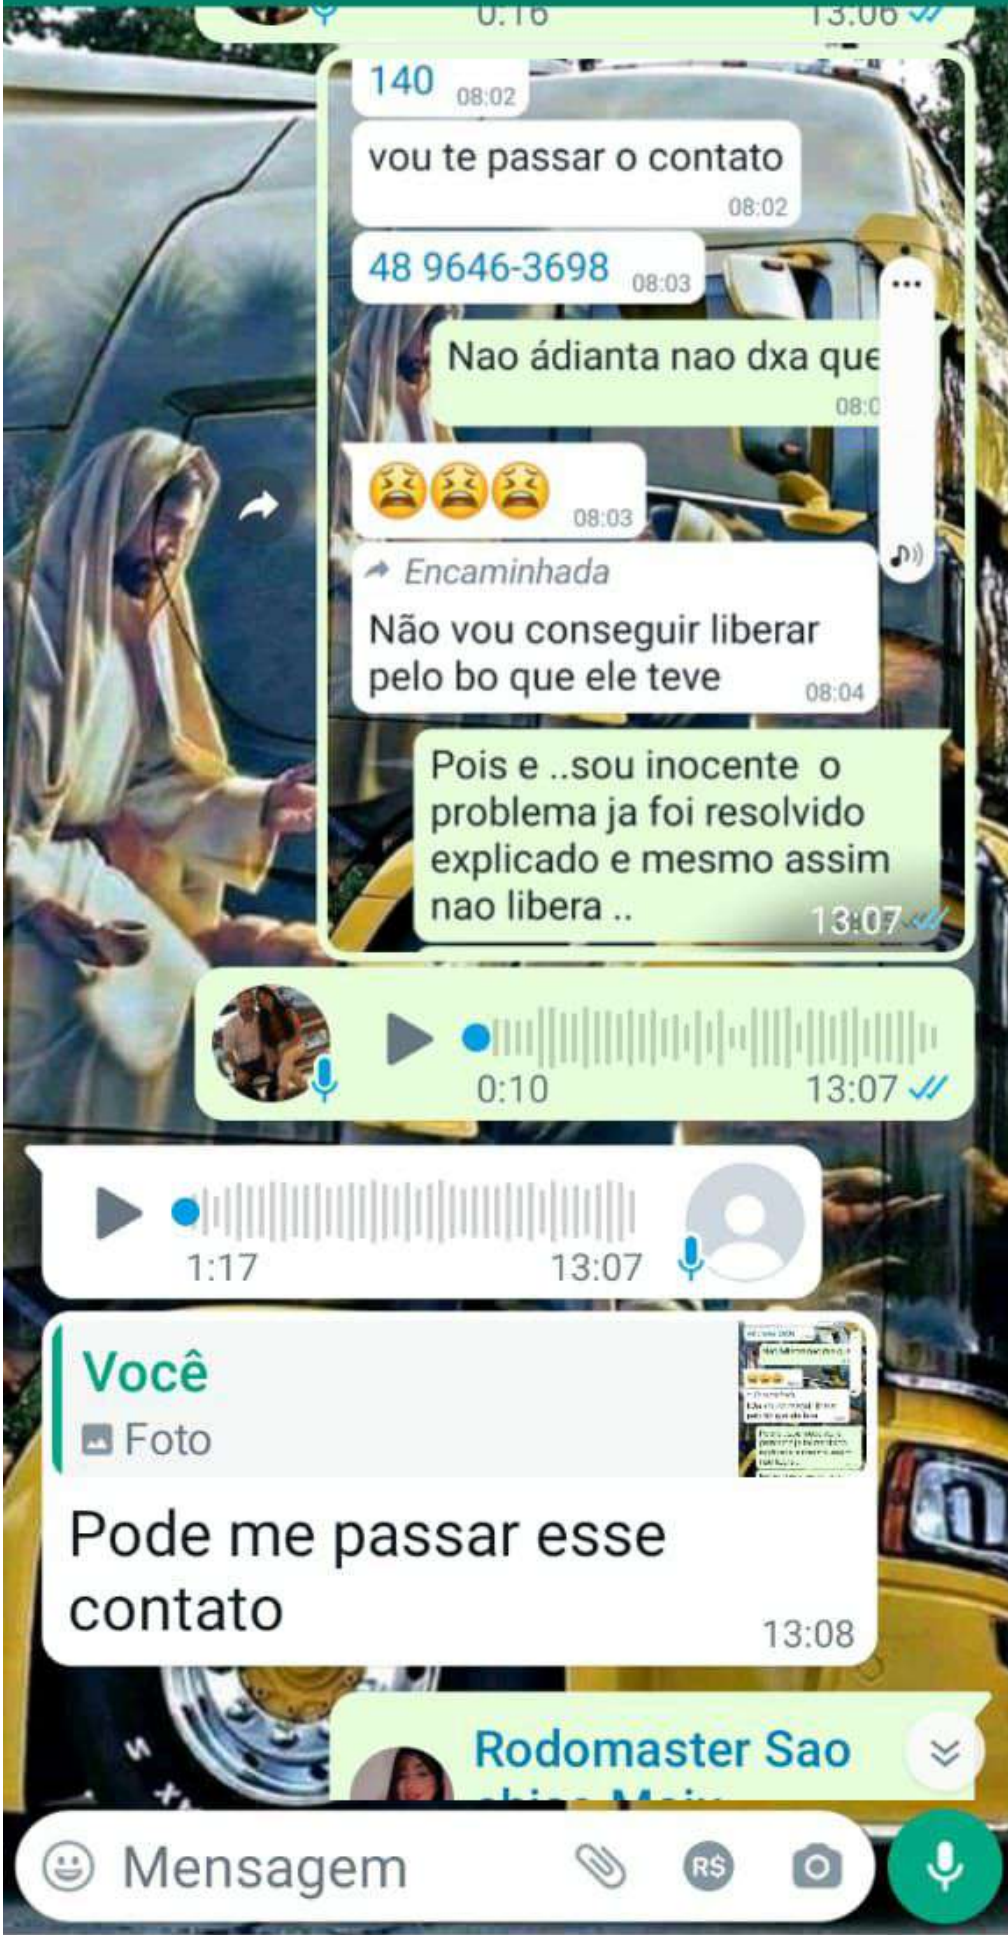 0:16 13:06
140 08:02
vou te passar o contato
08:02
48 9646-3698 08:03
Nao ádianta nao dxa que
08:0
08:03
Encaminhada
Não vou conseguir liberar
pelo bo que ele teve 08:04
Pois e ..sou inocente o
problema ja foi resolvido
explicado e mesmo assim
nao libera .. 13:07
0:10 13:07
1:17 13:07
Você
Foto
Pode me passar esse
contato
13:08
Rodomaster Sao
Mensagem R$